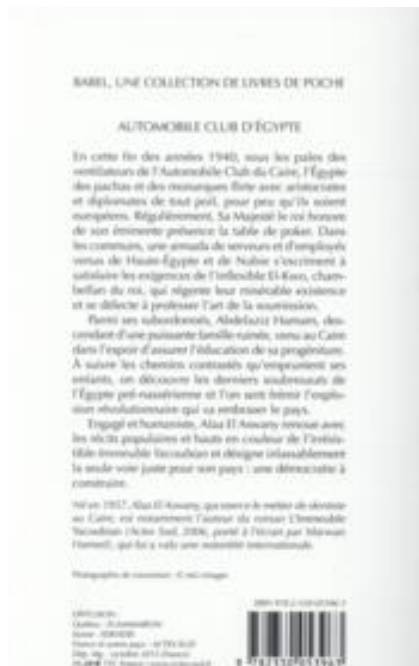 BABEL, UNE COLLECTION DE LIVRES DE POCHE
AUTOMOBILE CLUB D'ÉGYPTE
En cette fin des années 1940, sous les pales des
ventilateurs de l'Automobile Club du Caire, l'Égypte
des pachas et des monarques flirte avec aristocrates
et diplomates de tout poil, pour peu qu'ils soient
européens. Régulièrement, Sa Majesté le roi honore
de son éminente présence la table de poker. Dans
les communs, une armada de serveurs et d'employés
venus de Haute-Égypte et de Nubie s'escriment à
satisfaire les exigences de l'inflexible El-Kwo, cham-
bellan du roi, qui régente leur misérable existence
et se délecte à professer l'art de la soumission.
Parmi ses subordonnés, Abdelaziz Hamam, des-
cendant d'une puissante famille ruinée, venu au Caire
dans l'espoir d'assurer l'éducation de sa progéniture.
À suivre les chemins contrastés qu'empruntent ses
enfants, on découvre les derniers soubresauts de
l'Égypte pré-nassérienne et l'on sent frémir l'explo-
sion révolutionnaire qui va embraser le pays.
Engagé et humaniste, Alaa El Aswany renoue avec
les récits populaires et hauts en couleur de l'irrésis-
tible Immeuble Yacoubian et désigne inlassablement
la seule voie juste pour son pays : une démocratie à
construire.
Né en 1957, Alaa El Aswany, qui exerce le métier de dentiste
au Caire, est notamment l'auteur du roman L'Immeuble
Yacoubian (Actes Sud, 2006), porté à l'écran par Marwan
Hamed), qui lui a valu une notoriété internationale.
Photographie de couverture : ©